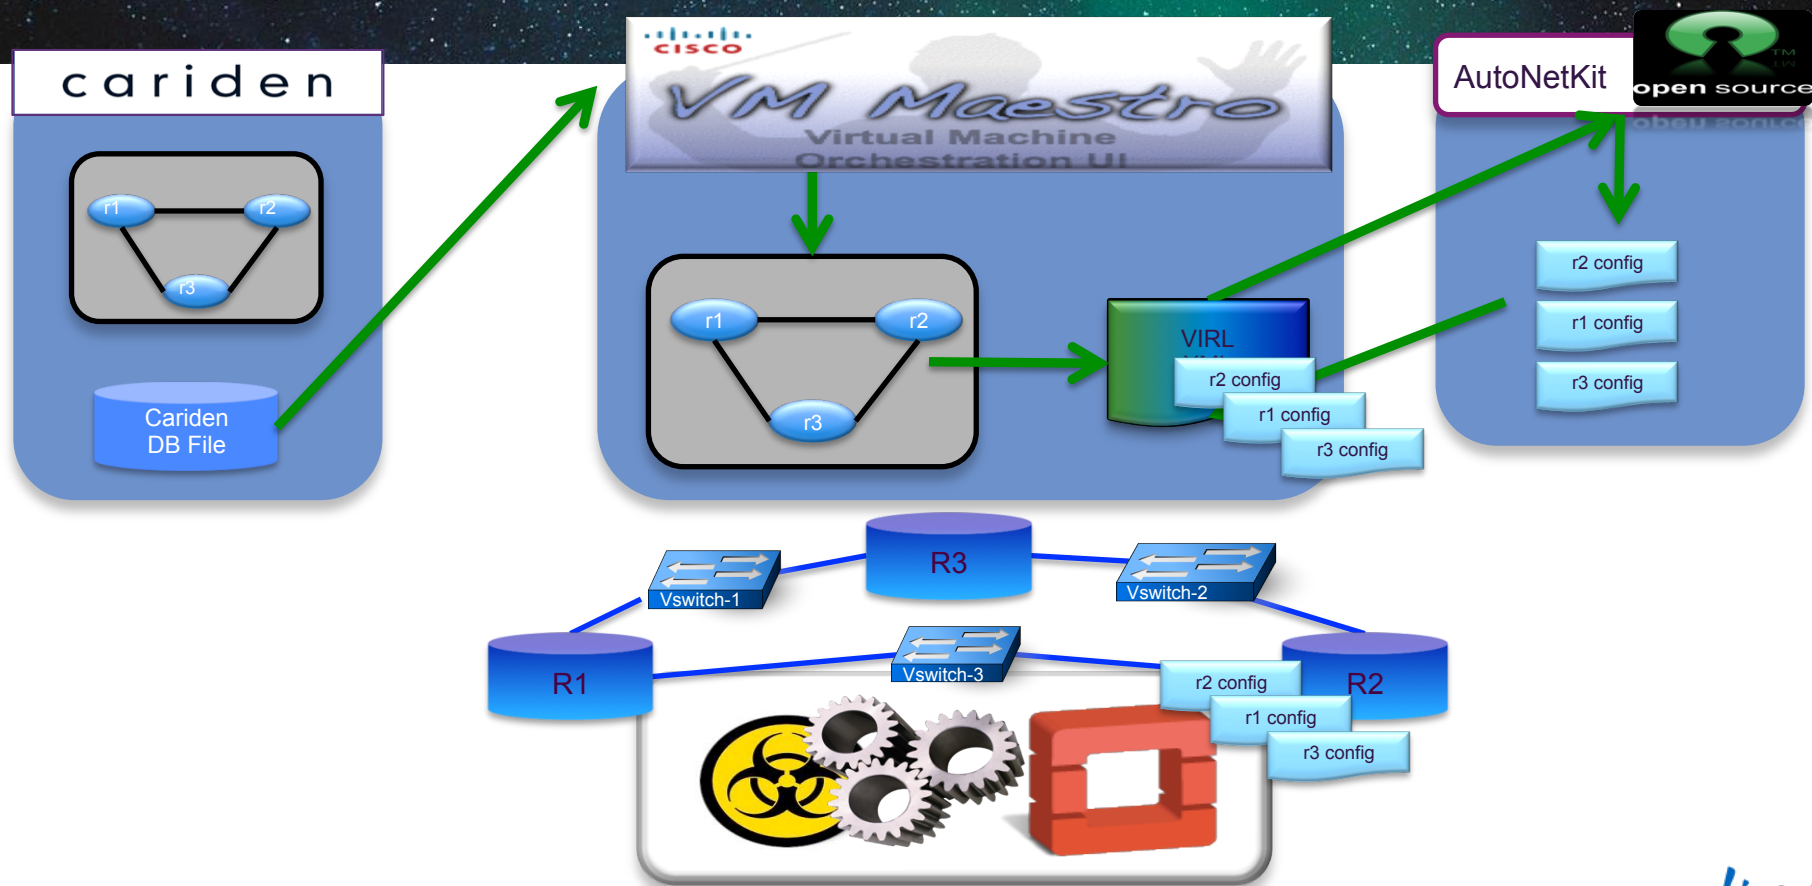 cariden
r1
r2
r3
Cariden
DB File
CISCO
VM Maestro
Virtual Machine
Orchestration UI
r1
r2
r3
VIRL
r2 config
r1 config
r3 config
AutoNetKit
TM
open source
r2 config
r1 config
r3 config
R3
Vswitch-1
Vswitch-2
R1
Vswitch-3
R2
r2 config
r1 config
r3 config